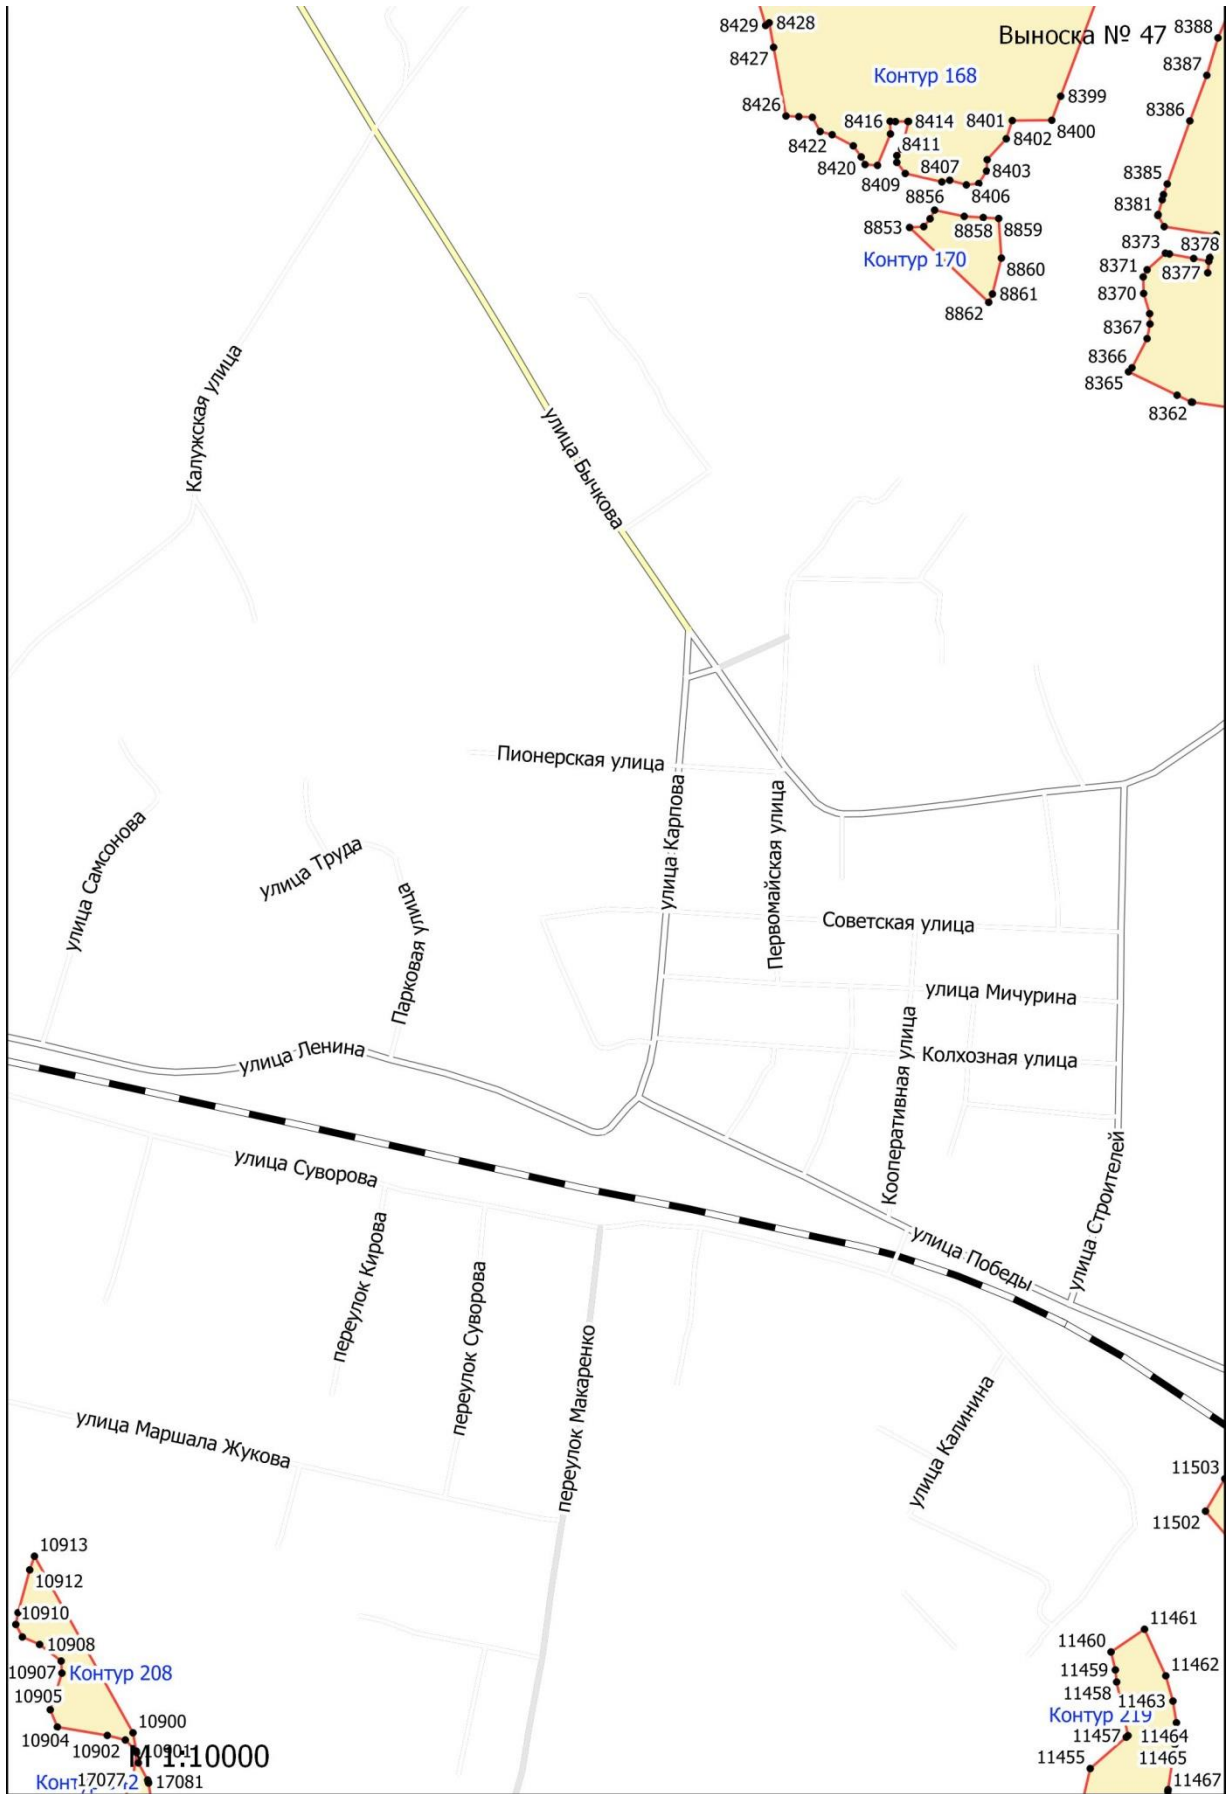 Выноска № 47
8429
8428
8388
8427
8387
Контур 168
8399
8426
8416
8414
8401
8400
8386
8422
8411
8402
8420
8407
8403
8409
8406
8385
8856
8381
8853
8858
8859
8373
8378
Контур 170
8860
8371
8377
8861
8370
8862
8367
8366
8365
8362
Калужская улица
улица Бычкова
Пионерская улица
улица Карпова
Первомайская улица
улица Самсонова
улица Труда
Парковая улица
Советская улица
улица Мичурина
Кооперативная улица
Колхозная улица
улица Ленина
улица Строителей
улица Суворова
улица Победы
переулок Кирова
переулок Суворова
переулок Макаренко
улица Калинина
улица Маршала Жукова
11503
11502
10913
10912
10910
10908
10907
Контур 208
10905
10904
10902
10900
10901
М 1:10000
17077
17081
11461
11460
11459
11462
11458
11463
Контур 219
11457
11464
11455
11465
11467